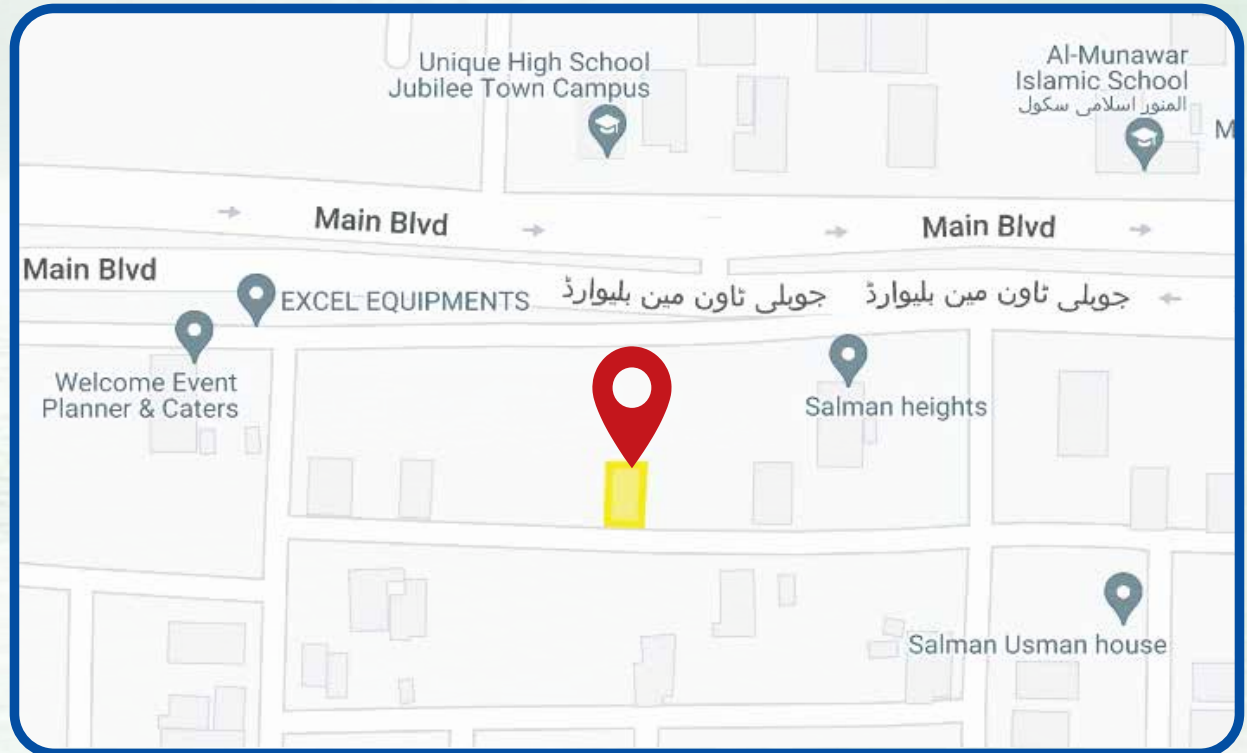 Unique High School
Jubilee Town Campus
Al-Munawar
Islamic School
المنور اسلامی سکول
M
Main Blvd
Main Blvd
Main Blvd
EXCEL EQUIPMENTS
جوبلی ٹاون مین بلیوارڈ
جوبلی ٹاون مین بلیوارڈ
Welcome Event
Planner & Caters
Salman heights
Salman Usman house